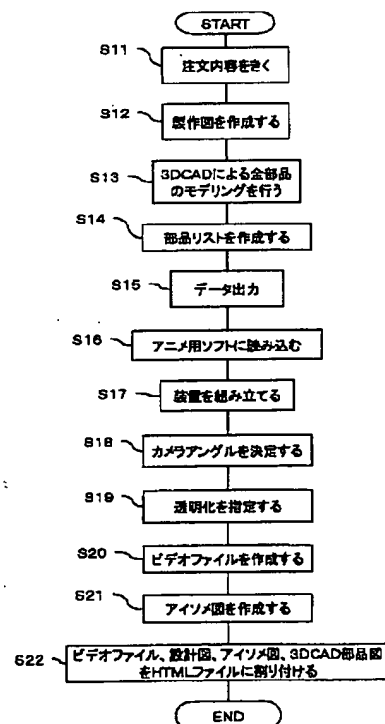 START
S11
注文内容をきく
S12
製作図を作成する
S13
3DCADによる全部品
のモデリングを行う
S14
部品リストを作成する
S15
データ出力
S16
アニメ用ソフトに読み込む
S17
装置を組み立てる
S18
カメラアングルを決定する
S19
透明化を指定する
S20
ビデオファイルを作成する
S21
アイソメ図を作成する
S22
ビデオファイル、設計図、アイソメ図、3DCAD部品図
をHTMLファイルに割り付ける
END